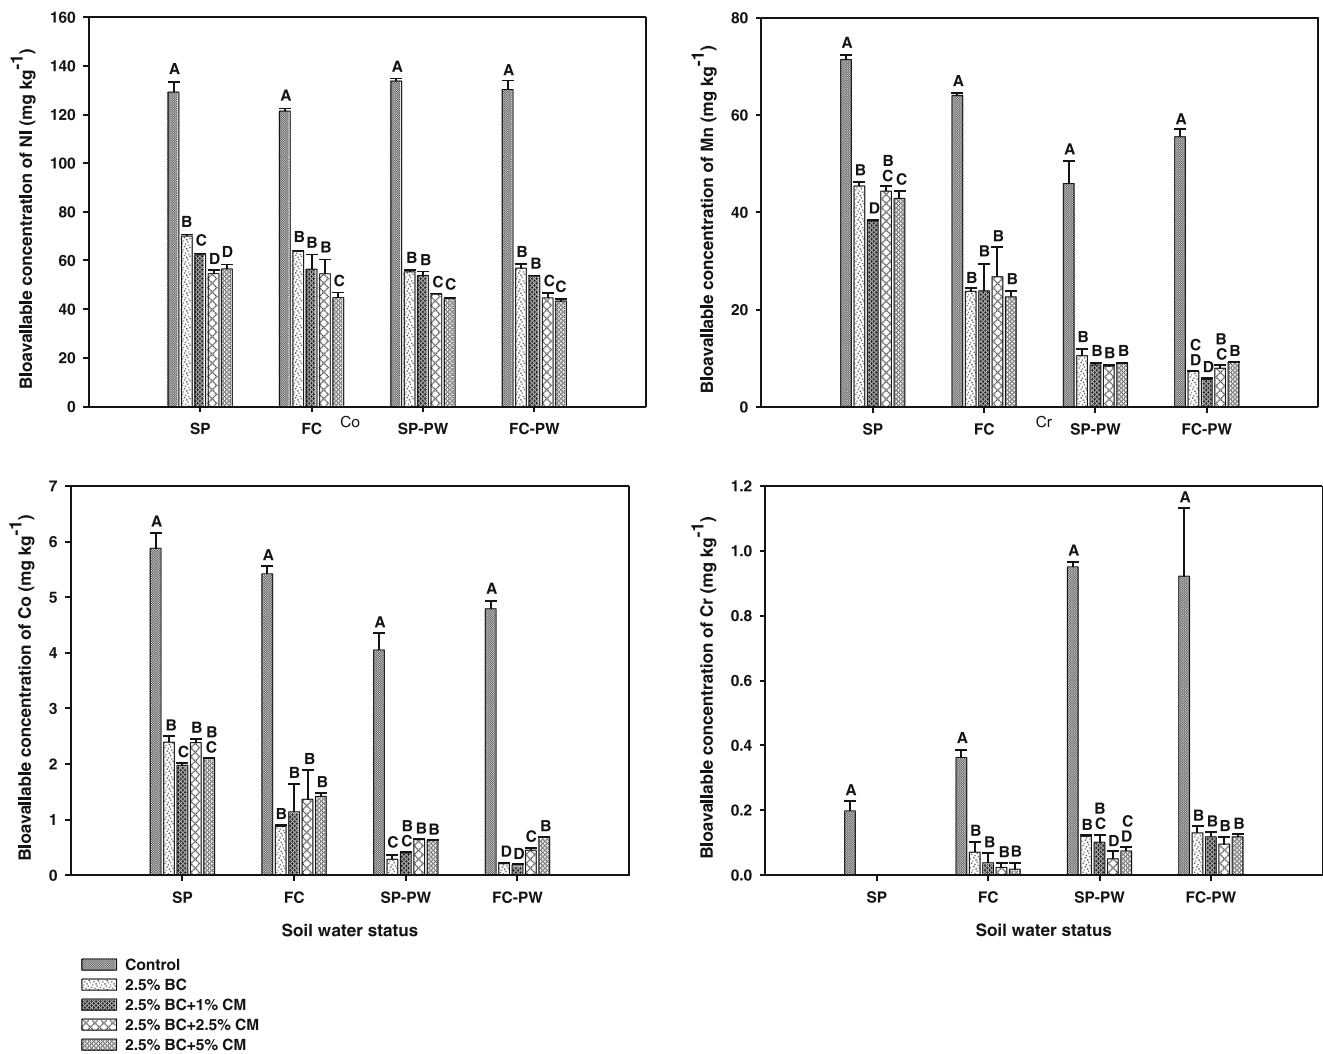 160
140
120
100
80
60
40
20
0
Bloavallable concentration of NI (mg kg-1)
A
B
C
D
D
A
B
B
B
C
A
B
B
C
C
A
B
B
C
C
SP
FC
Co
SP-PW
FC-PW
80
60
40
20
0
Bloavallable concentration of Mn (mg kg-1)
A
B
D
B
C
C
A
B
B
B
B
A
B
B
B
B
A
C
D
D
B
C
B
SP
FC
Cr
SP-PW
FC-PW
7
6
5
4
3
2
1
0
Bloavallable concentration of Co (mg kg-1)
A
B
C
B
B
C
A
B
B
B
B
A
C
B
C
B
B
A
D
D
C
B
SP
FC
SP-PW
FC-PW
Soil water status
1.2
1.0
0.8
0.6
0.4
0.2
0.0
Bloavallable concentration of Cr (mg kg-1)
A
A
B
B
B
B
A
B
B
C
D
C
D
A
B
B
B
B
SP
FC
SP-PW
FC-PW
Soil water status
Control
2.5% BC
2.5% BC+1% CM
2.5% BC+2.5% CM
2.5% BC+5% CM